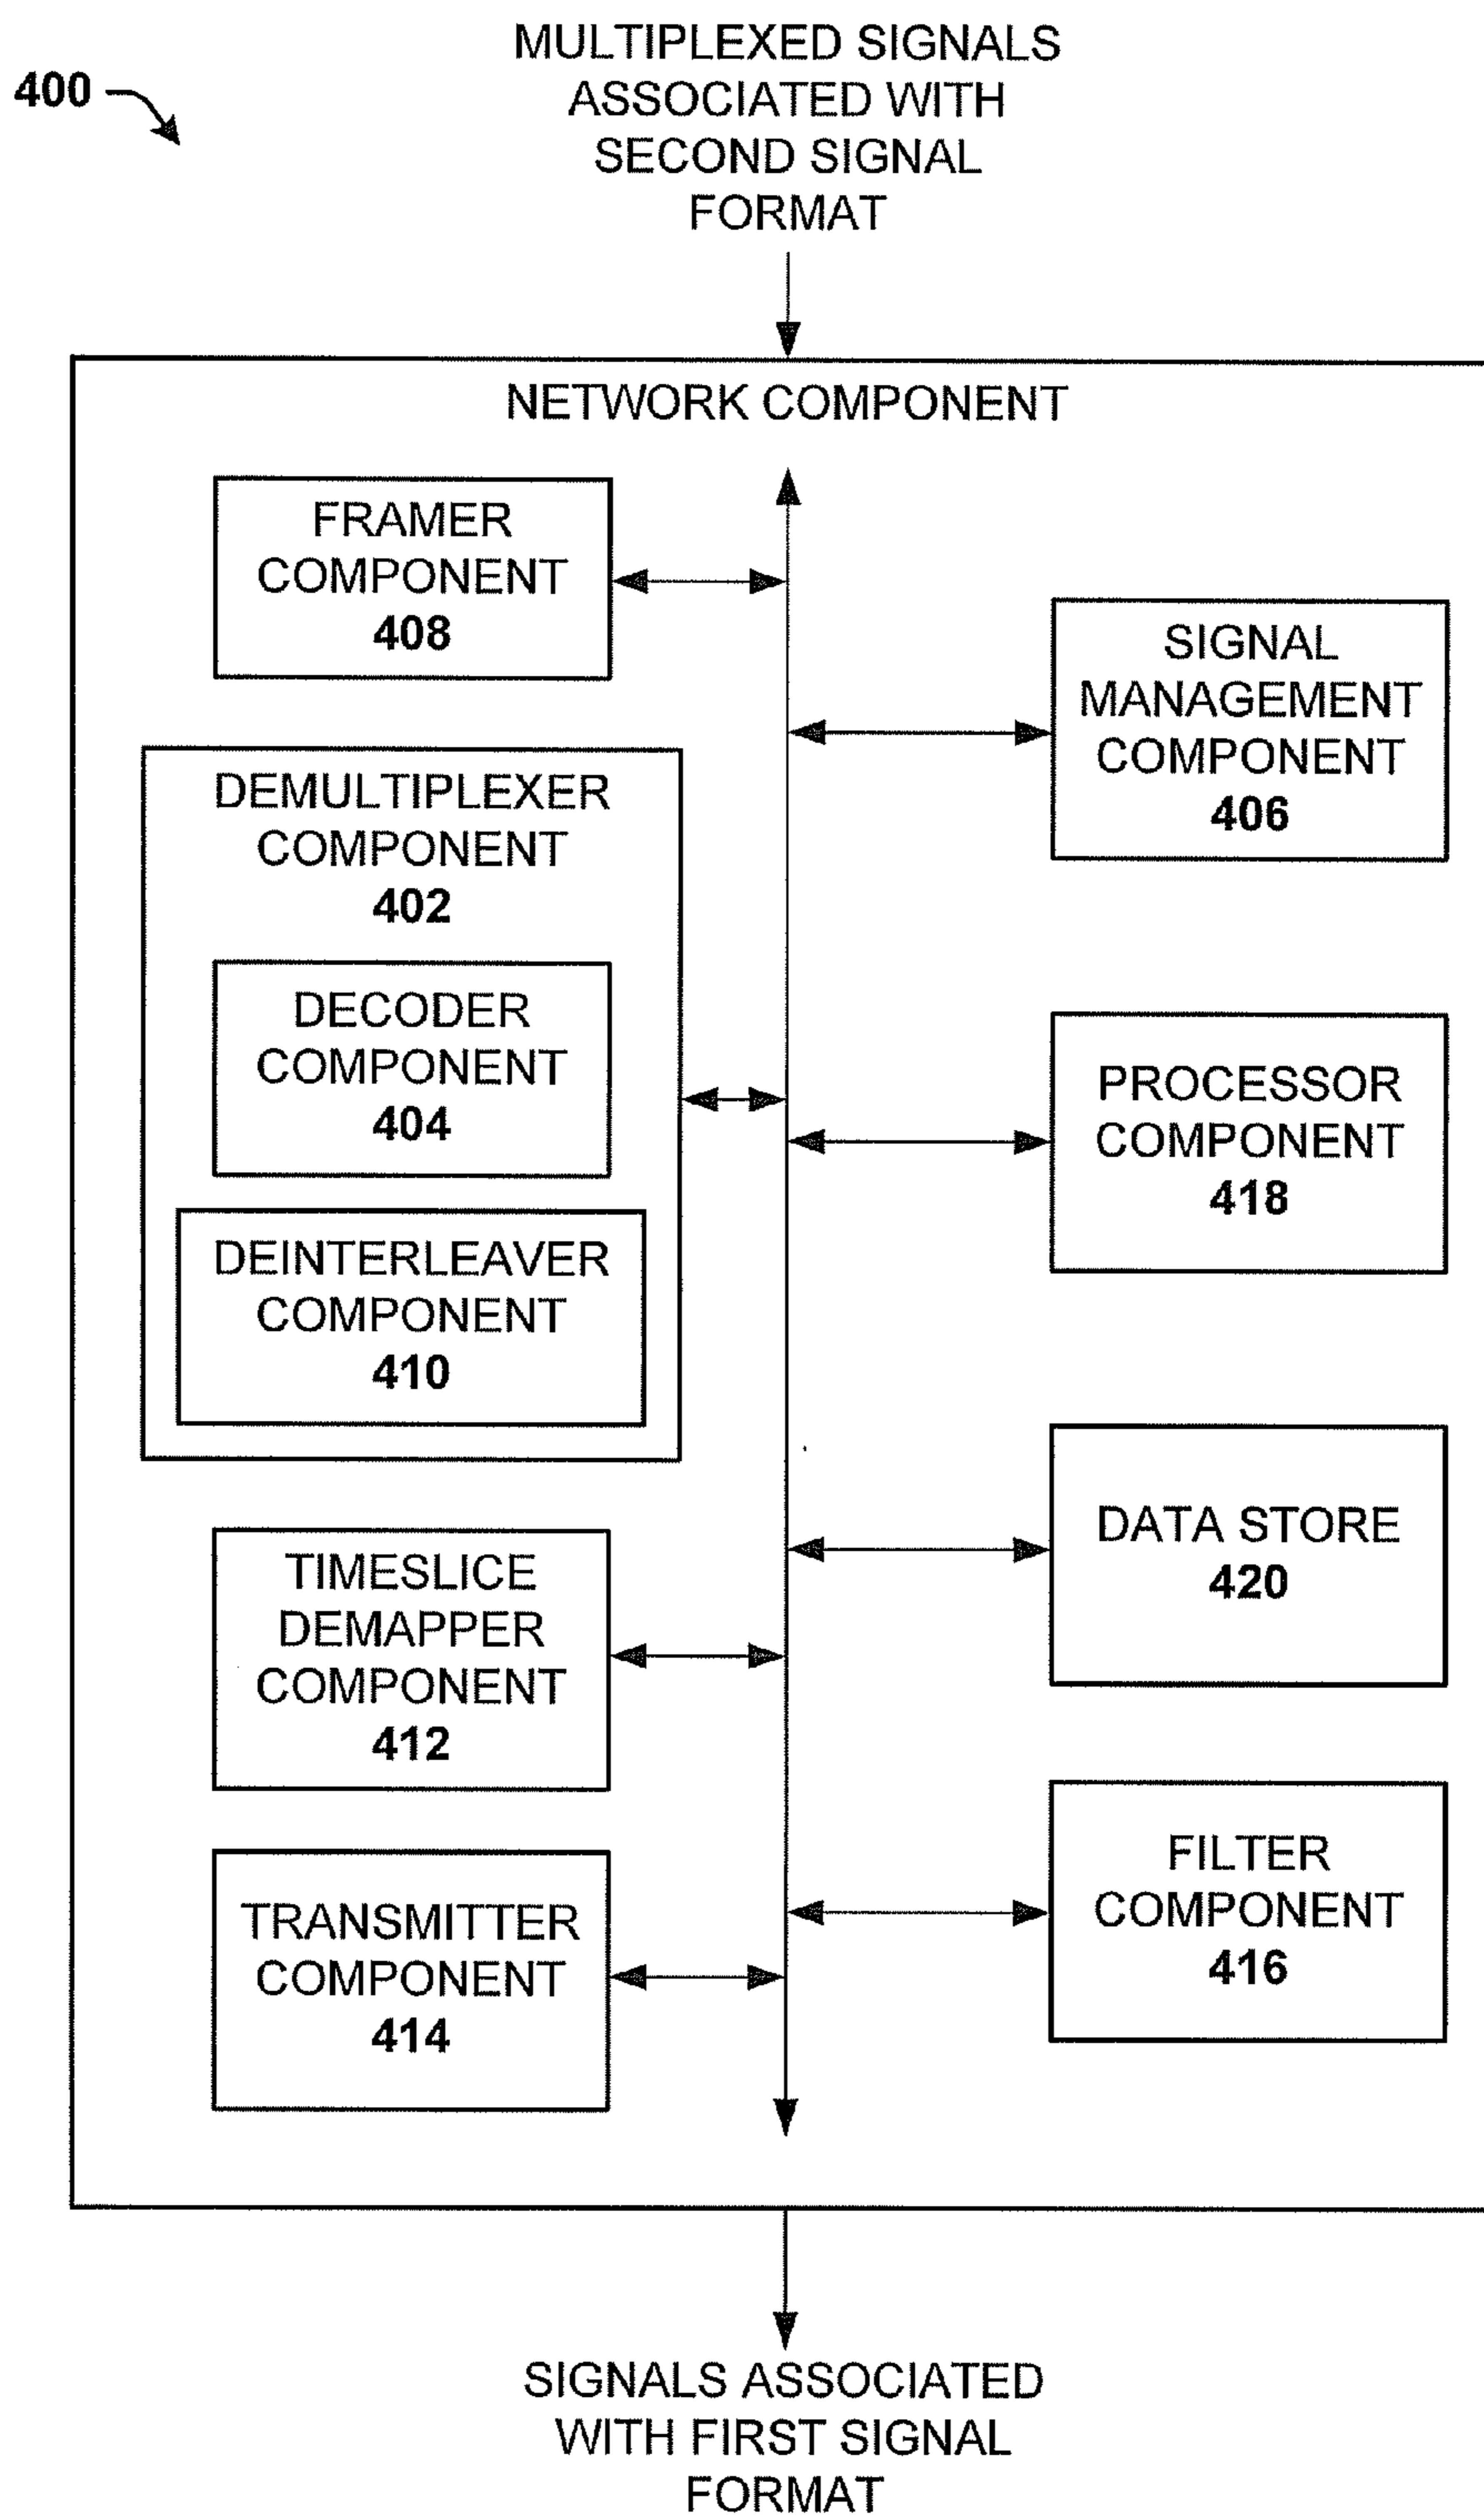 400
MULTIPLEXED SIGNALS
ASSOCIATED WITH
SECOND SIGNAL
FORMAT
NETWORK COMPONENT
FRAMER
COMPONENT
408
DEMULTIPLEXER
COMPONENT
402
DECODER
COMPONENT
404
DEINTERLEAVER
COMPONENT
410
TIMESLICE
DEMAPPER
COMPONENT
412
TRANSMITTER
COMPONENT
414
SIGNAL
MANAGEMENT
COMPONENT
406
PROCESSOR
COMPONENT
418
DATA STORE
420
FILTER
COMPONENT
416
SIGNALS ASSOCIATED
WITH FIRST SIGNAL
FORMAT